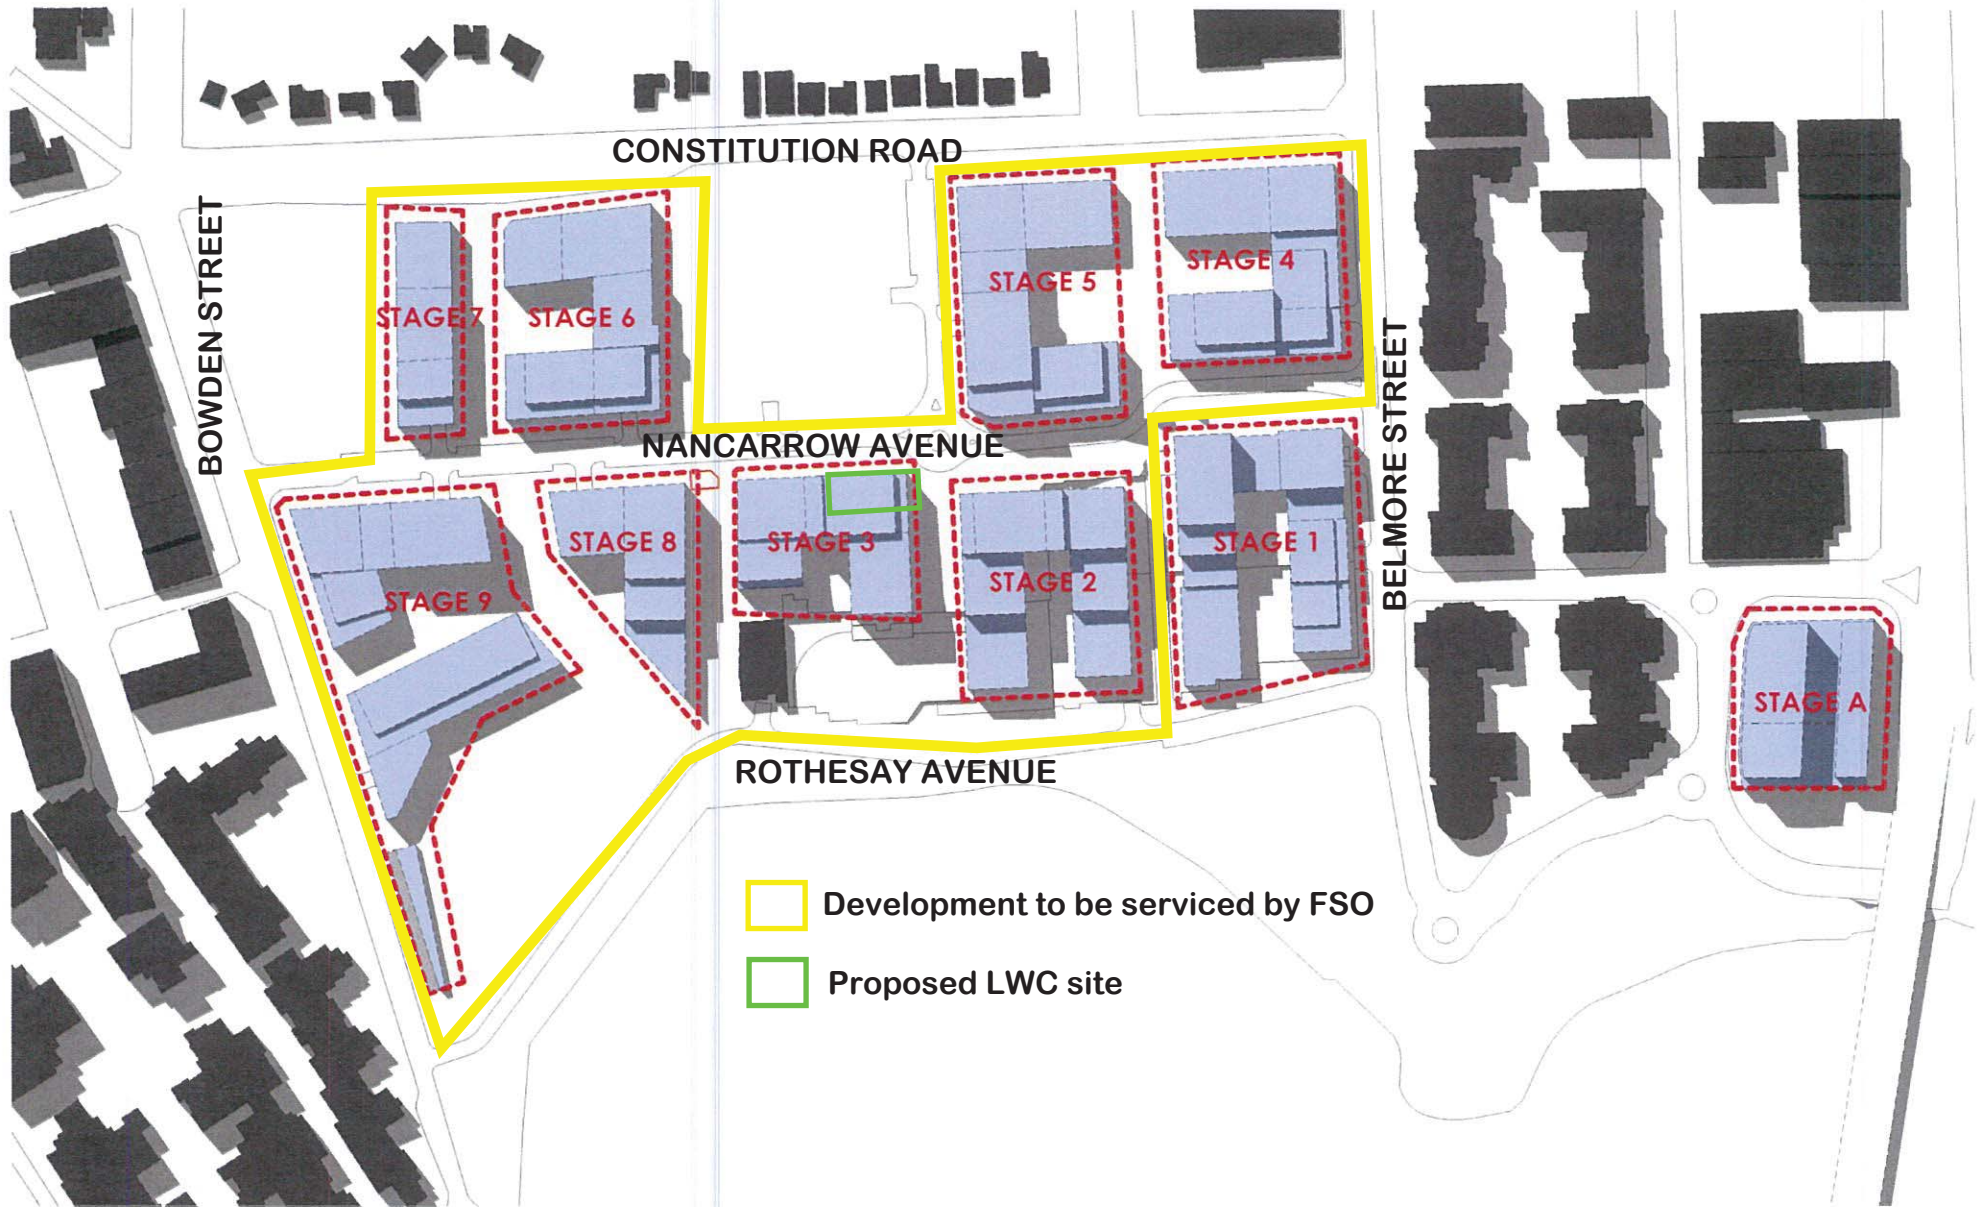 CONSTITUTION ROAD
BOWDEN STREET
STAGE 7
STAGE 6
STAGE 5
STAGE 4
NANCARROW AVENUE
BELMORE STREET
STAGE 9
STAGE 8
STAGE 3
STAGE 2
STAGE 1
STAGE A
ROTHESAY AVENUE
Development to be serviced by FSO
Proposed LWC site